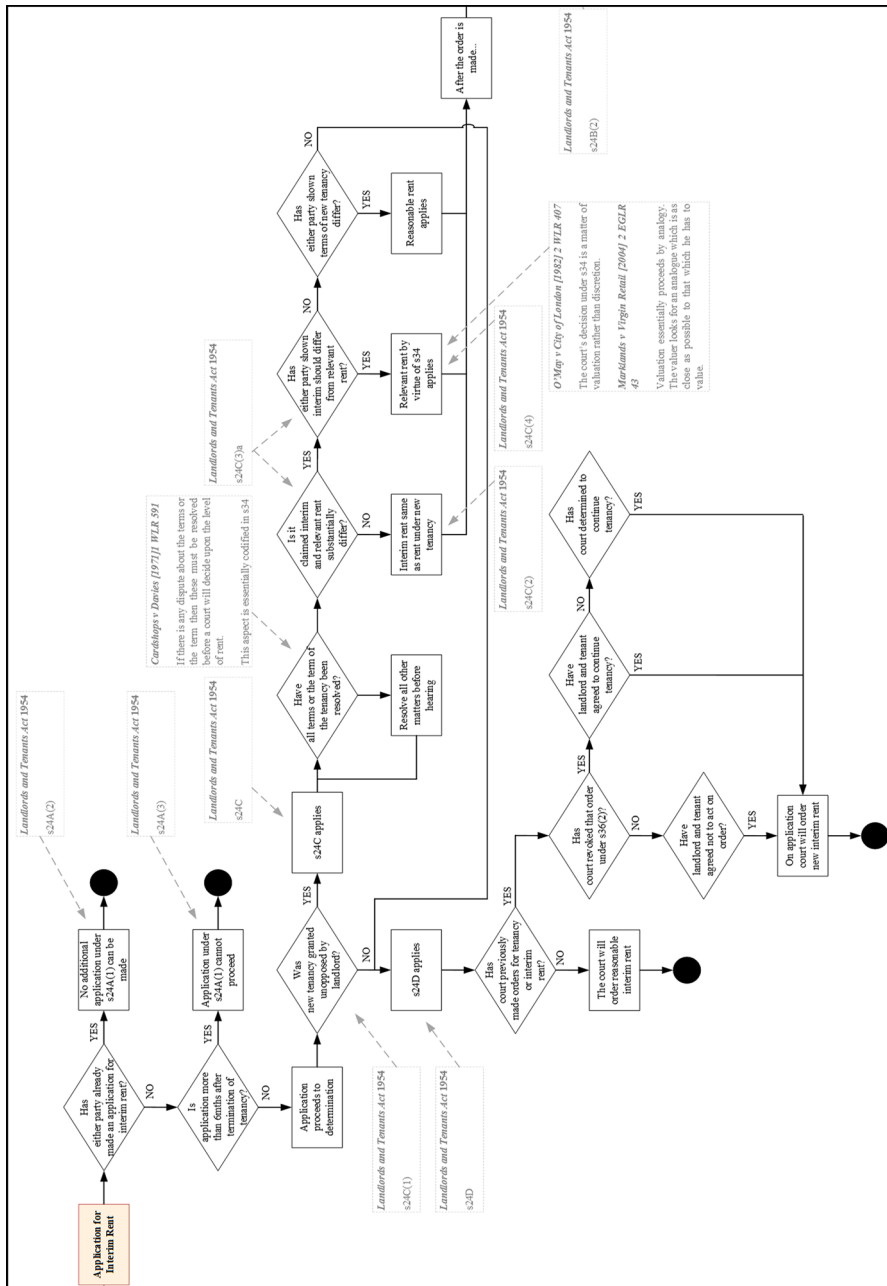 Application for
Interim Rent
Has
either party already
made an application for
interim rent?
YES
NO
No additional
application under
s24A(1) can be
made
Landlords and Tenants Act 1954
s24A(2)
Is
application more
than 6mths after
termination of
tenancy?
YES
NO
Application under
s24A(1) cannot
proceed
Landlords and Tenants Act 1954
s24A(3)
Application
proceeds to
determination
Was
new tenancy granted
unopposed by
landlord?
YES
NO
Landlords and Tenants Act 1954
s24C(1)
s24C applies
Landlords and Tenants Act 1954
s24C
Have
all terms or the term of
the tenancy been
resolved?
Resolve all other
matters before
hearing
Cardshops v Davies [1971]1 WLR 591
If there is any dispute about the terms or
the term then these must be resolved
before a court will decide upon the level
of rent.
This aspect is essentially codified in s34
Is it
claimed interim
and relevant rent
substantially
differ?
YES
NO
Interim rent same
as rent under new
tenancy
Landlords and Tenants Act 1954
s24C(2)
Landlords and Tenants Act 1954
s24C(3)a
Has
either party shown
interim should differ
from relevant
rent?
NO
YES
Relevant rent by
virtue of s34
applies
Landlords and Tenants Act 1954
s24C(4)
O'May v City of London [1982] 2 WLR 407
The court's decision under s34 is a matter of
valuation rather than discretion.
Marklands v Virgin Retail [2004] 2 EGLR
43
Valuation essentially proceeds by analogy.
The valuer looks for an analogue which is as
close as possible to that which he has to
value.
Has
either party shown
terms of new tenancy
differ?
NO
YES
Reasonable rent
applies
After the order is
made...
Landlords and Tenants Act 1954
s24B(2)
s24D applies
Landlords and Tenants Act 1954
s24D
Has
court previously
made orders for tenancy
or interim
rent?
YES
NO
The court will
order reasonable
interim rent
Has
court revoked that order
under s36(2)?
YES
NO
Have
landlord and tenant
agreed not to act on
order?
YES
Have
landlord and tenant
agreed to continue
tenancy?
NO
YES
Has
court determined to
continue
tenancy?
YES
On application
court will order
new interim rent